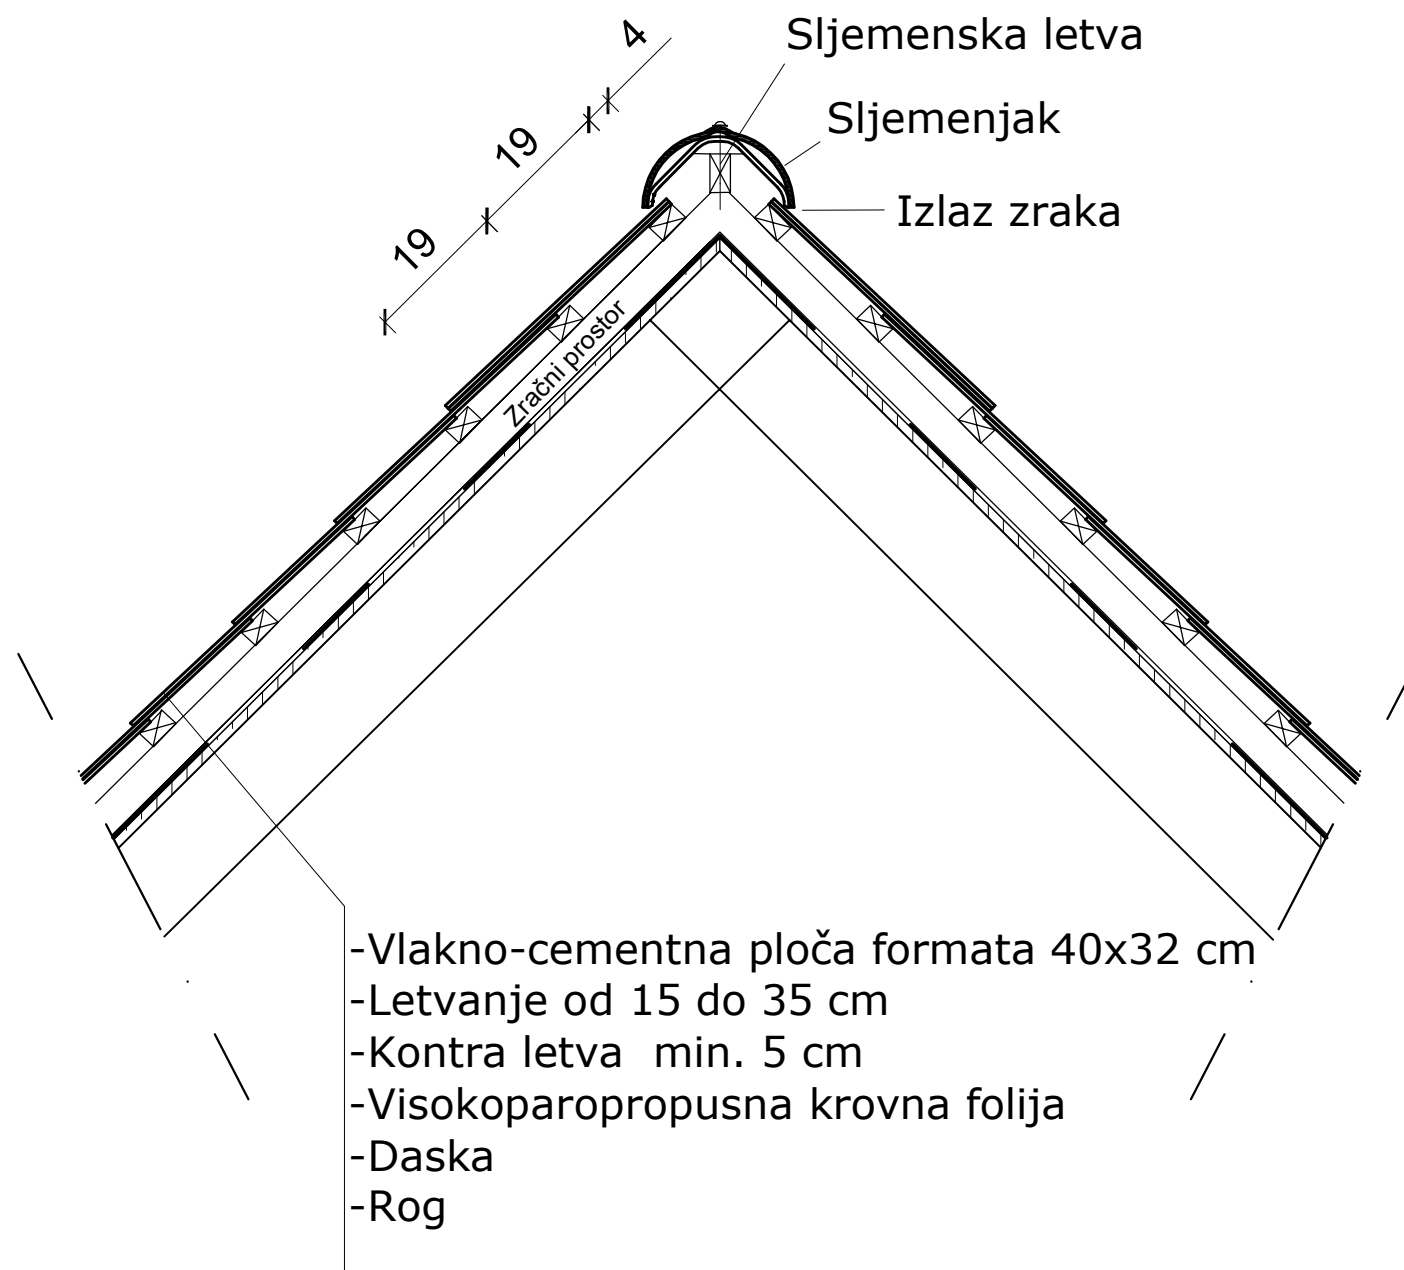 4
Sljemenska letva
19
Sljemenjak
19
Izlaz zraka
Zračni prostor
-Vlakno-cementna ploča formata 40x32 cm
-Letvanje od 15 do 35 cm
-Kontra letva  min. 5 cm
-Visokoparopropusna krovna folija
-Daska
-Rog